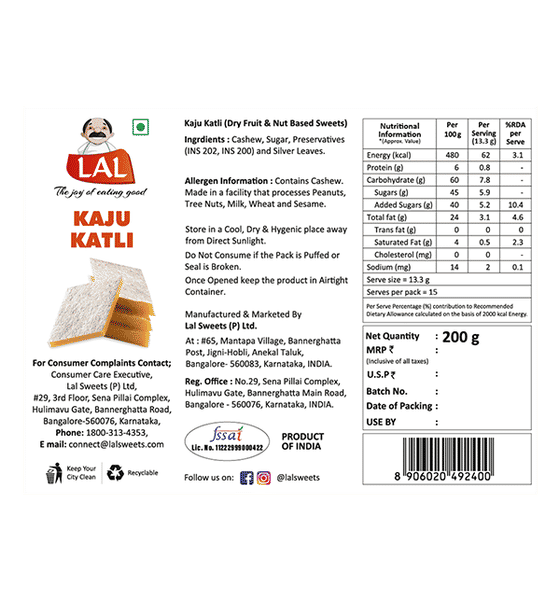 LAL
The joy of eating good
KAJU
KATLI
For Consumer Complaints Contact;
Consumer Care Executive,
Lal Sweets (P) Ltd,
#29, 3rd Floor, Sena Pillai Complex,
Hulimavu Gate, Bannerghatta Road,
Bangalore-560076, Karnataka,
Phone: 1800-313-4353,
E mail: connect@lalsweets.com
Keep Your
City Clean
Recyclable
Kaju Katli (Dry Fruit & Nut Based Sweets)
Ingrdients : Cashew, Sugar, Preservatives
(INS 202, INS 200) and Silver Leaves.
Allergen Information : Contains Cashew.
Made in a facility that processes Peanuts,
Tree Nuts, Milk, Wheat and Sesame.
Store in a Cool, Dry & Hygenic place away
from Direct Sunlight.
Do Not Consume if the Pack is Puffed or
Seal is Broken.
Once Opened keep the product in Airtight
Container.
Manufactured & Marketed By
Lal Sweets (P) Ltd.
At : #65, Mantapa Village, Bannerghatta
Post, Jigni-Hobli, Anekal Taluk,
Bangalore- 560083, Karnataka, INDIA.
Reg. Office : No.29, Sena Pillai Complex,
Hulimavu Gate, Bannerghatta Main Road,
Bangalore - 560076, Karnataka, INDIA.
fssai
Lic. No. 11222999000422
PRODUCT
OF INDIA
Follow us on: @lalsweets
Nutritional Information *(Approx. Value) Per 100g Per Serving (13.3 g) %RDA per Serve
Energy (kcal) 480 62 3.1
Protein (g) 6 0.8 -
Carbohydrate (g) 60 7.8 -
Sugars (g) 45 5.9 -
Added Sugars (g) 40 5.2 10.4
Total fat (g) 24 3.1 4.6
Trans fat (g) 0 0 0
Saturated Fat (g) 4 0.5 2.3
Cholesterol (mg) 0 0 -
Sodium (mg) 14 2 0.1
Serve size = 13.3 g
Serves per pack = 15
Per Serve Percentage (%) contribution to Recommended
Dietary Allowance calculated on the basis of 2000 kcal Energy.
Net Quantity : 200 g
MRP ₹ :
(Inclusive of all taxes)
U.S.P ₹ :
Batch No. :
Date of Packing :
USE BY :
8 906020 492400